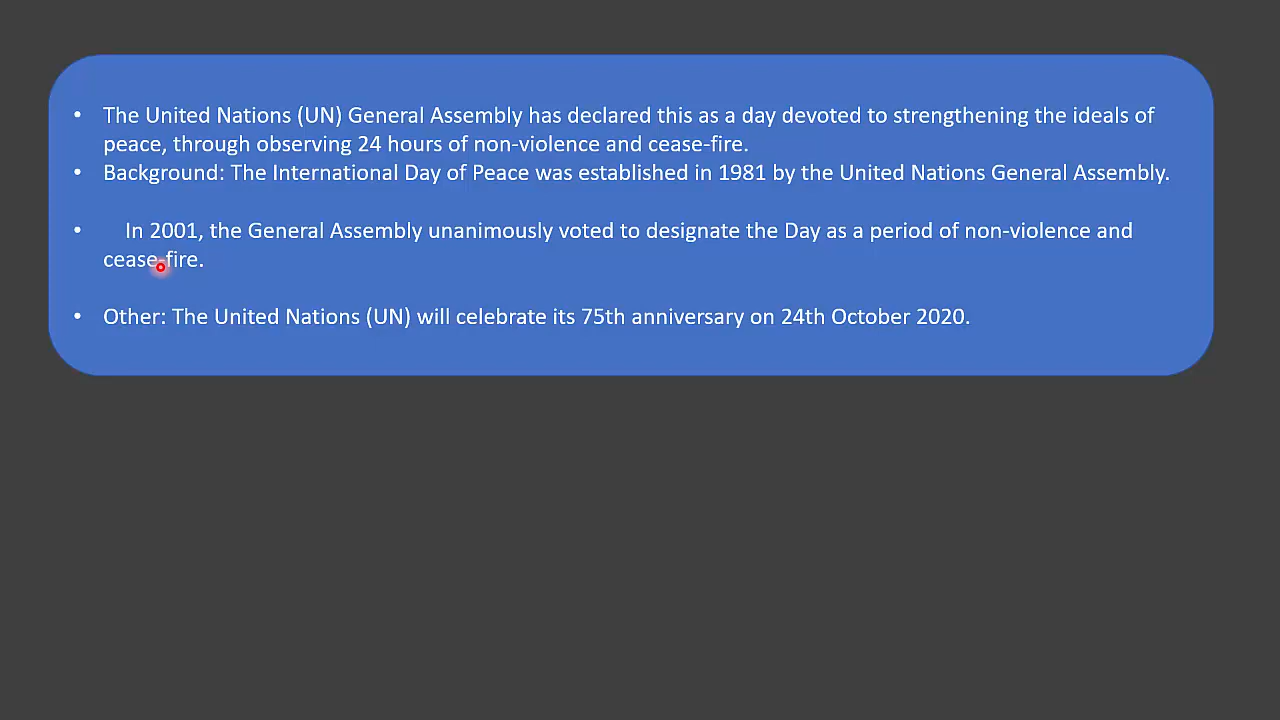 • The United Nations (UN) General Assembly has declared this as a day devoted to strengthening the ideals of
peace, through observing 24 hours of non-violence and cease-fire.
• Background: The International Day of Peace was established in 1981 by the United Nations General Assembly.
• In 2001, the General Assembly unanimously voted to designate the Day as a period of non-violence and
cease-fire.
• Other: The United Nations (UN) will celebrate its 75th anniversary on 24th October 2020.